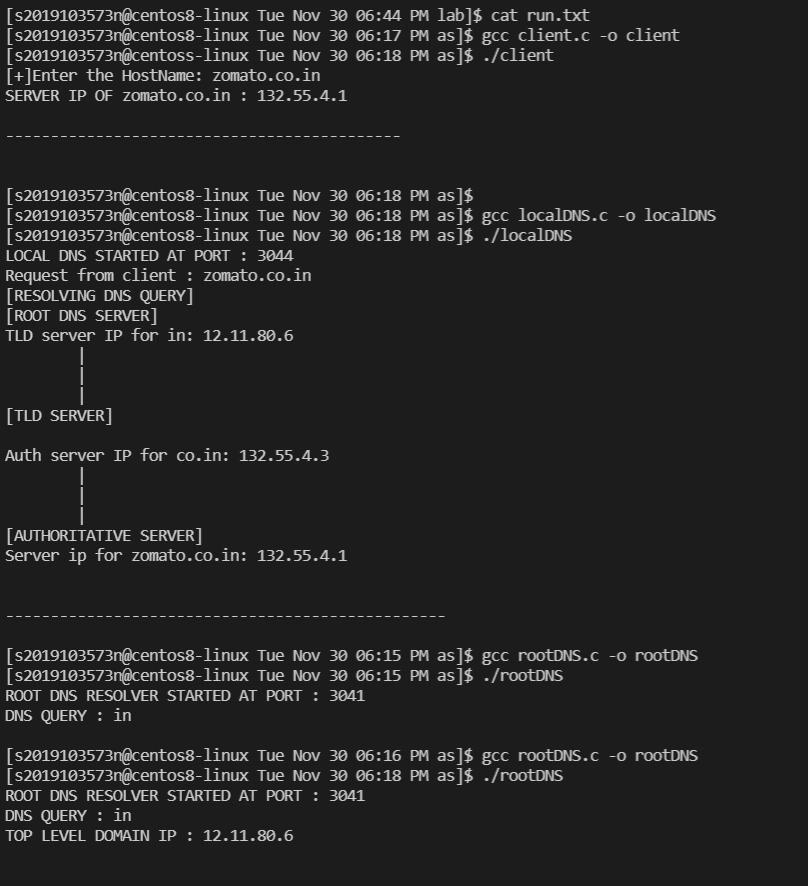 [s2019103573n@centos8-linux Tue Nov 30 06:44 PM lab]$ cat run.txt
[s2019103573n@centos8-linux Tue Nov 30 06:17 PM as]$ gcc client.c -o client
[s2019103573n@centoss-linux Tue Nov 30 06:18 PM as]$ ./client
[+]Enter the HostName: zomato.co.in
SERVER IP OF zomato.co.in : 132.55.4.1
--------------------------------------------
[s2019103573n@centos8-linux Tue Nov 30 06:18 PM as]$
[s2019103573n@centos8-linux Tue Nov 30 06:18 PM as]$ gcc localDNS.c -o localDNS
[s2019103573n@centos8-linux Tue Nov 30 06:18 PM as]$ ./localDNS
LOCAL DNS STARTED AT PORT : 3044
Request from client : zomato.co.in
[RESOLVING DNS QUERY]
[ROOT DNS SERVER]
TLD server IP for in: 12.11.80.6
|
|
|
[TLD SERVER]
Auth server IP for co.in: 132.55.4.3
|
|
|
[AUTHORITATIVE SERVER]
Server ip for zomato.co.in: 132.55.4.1
-------------------------------------------------
[s2019103573n@centos8-linux Tue Nov 30 06:15 PM as]$ gcc rootDNS.c -o rootDNS
[s2019103573n@centos8-linux Tue Nov 30 06:15 PM as]$ ./rootDNS
ROOT DNS RESOLVER STARTED AT PORT : 3041
DNS QUERY : in
[s2019103573n@centos8-linux Tue Nov 30 06:16 PM as]$ gcc rootDNS.c -o rootDNS
[s2019103573n@centos8-linux Tue Nov 30 06:18 PM as]$ ./rootDNS
ROOT DNS RESOLVER STARTED AT PORT : 3041
DNS QUERY : in
TOP LEVEL DOMAIN IP : 12.11.80.6